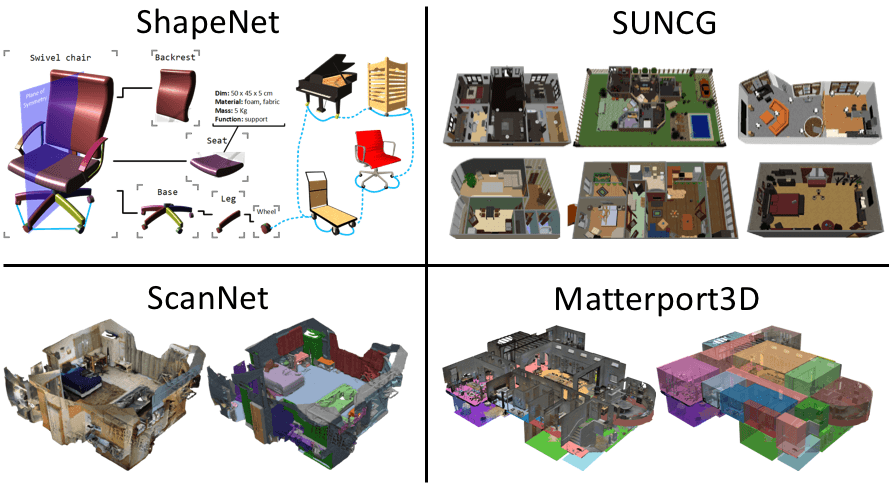 ShapeNet
SUNCG
Swivel chair
Backrest
Plane of
Symmetry
Dim: 50 x 45 x 5 cm
Material: foam, fabric
Mass: 5 Kg
Function: support
Seat
Base
Leg
Wheel
ScanNet
Matterport3D